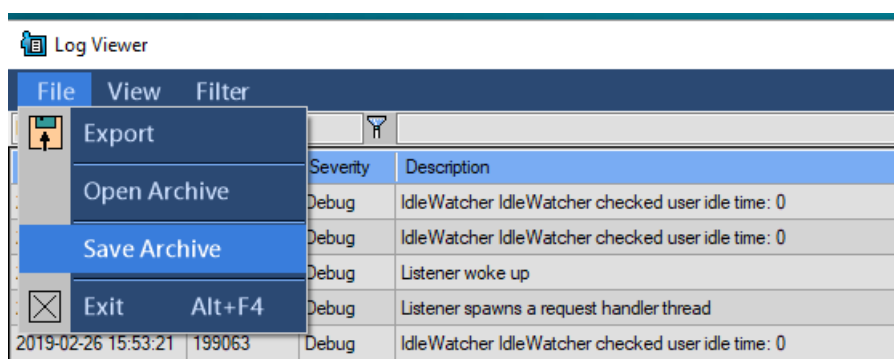 Log Viewer
File View Filter
Export
Severity Description
Open Archive
Debug IdleWatcher IdleWatcher checked user idle time: 0
Debug IdleWatcher IdleWatcher checked user idle time: 0
Save Archive
Debug Listener woke up
Exit Alt+F4
Debug Listener spawns a request handler thread
2019-02-26 15:53:21 199063 Debug IdleWatcher IdleWatcher checked user idle time: 0